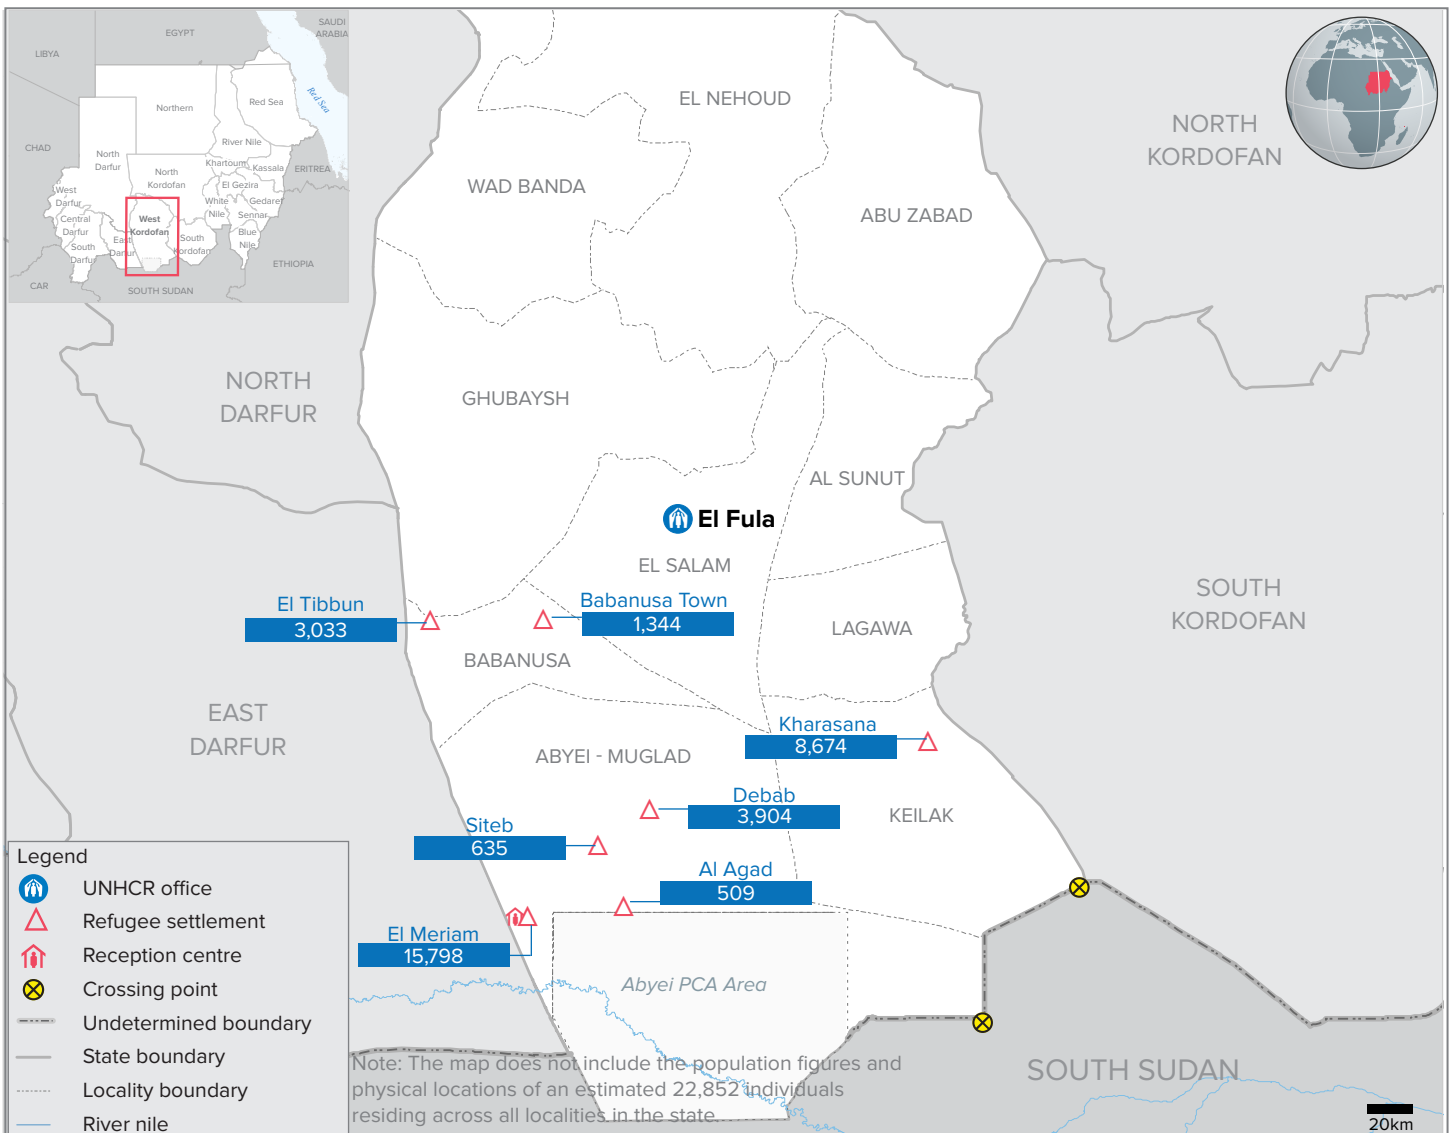 EGYPT
SAUDI
ARABIA
LIBYA
Red Sea
Northern
Red Sea
CHAD
River Nile
North
Darfur
Khartoum
Kassala
ERITREA
North
Kordofan
El Gezira
West
Darfur
White
Nile
Gedaref
Sennar
Central
Darfur
West
Kordofan
South
Darfur
East
Darfur
South
Kordofan
Blue
Nile
ETHIOPIA
CAR
SOUTH SUDAN
EL NEHOUD
NORTH
KORDOFAN
WAD BANDA
ABU ZABAD
NORTH
DARFUR
GHUBAYSH
AL SUNUT
El Fula
EL SALAM
SOUTH
KORDOFAN
El Tibbun
3,033
Babanusa Town
1,344
LAGAWA
BABANUSA
EAST
DARFUR
Kharasana
8,674
ABYEI - MUGLAD
Debab
3,904
KEILAK
Siteb
635
Al Agad
509
El Meriam
15,798
Abyei PCA Area
SOUTH SUDAN
Note: The map does not include the population figures and
physical locations of an estimated 22,852 individuals
residing across all localities in the state.
Legend
UNHCR office
Refugee settlement
Reception centre
Crossing point
Undetermined boundary
State boundary
Locality boundary
River nile
20km